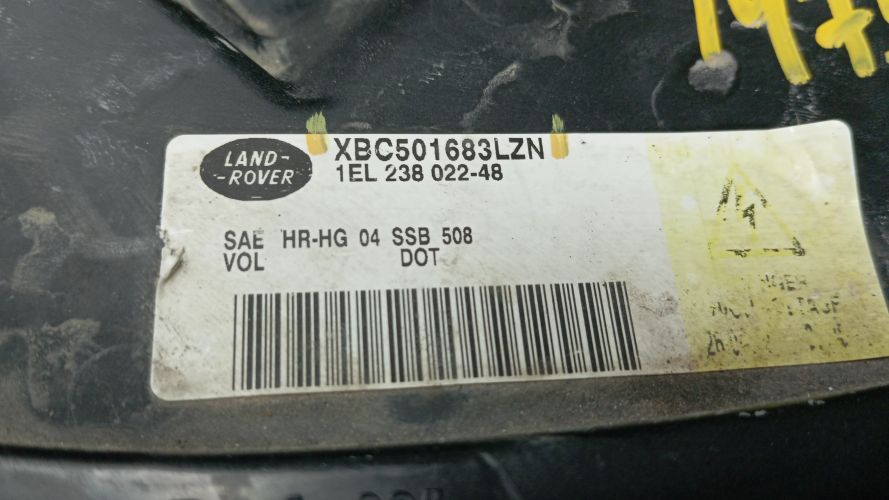 LAND-
-ROVER
XBC501683LZN
1EL 238 022-48
SAE HR-HG 04 SSB 508
VOL DOT